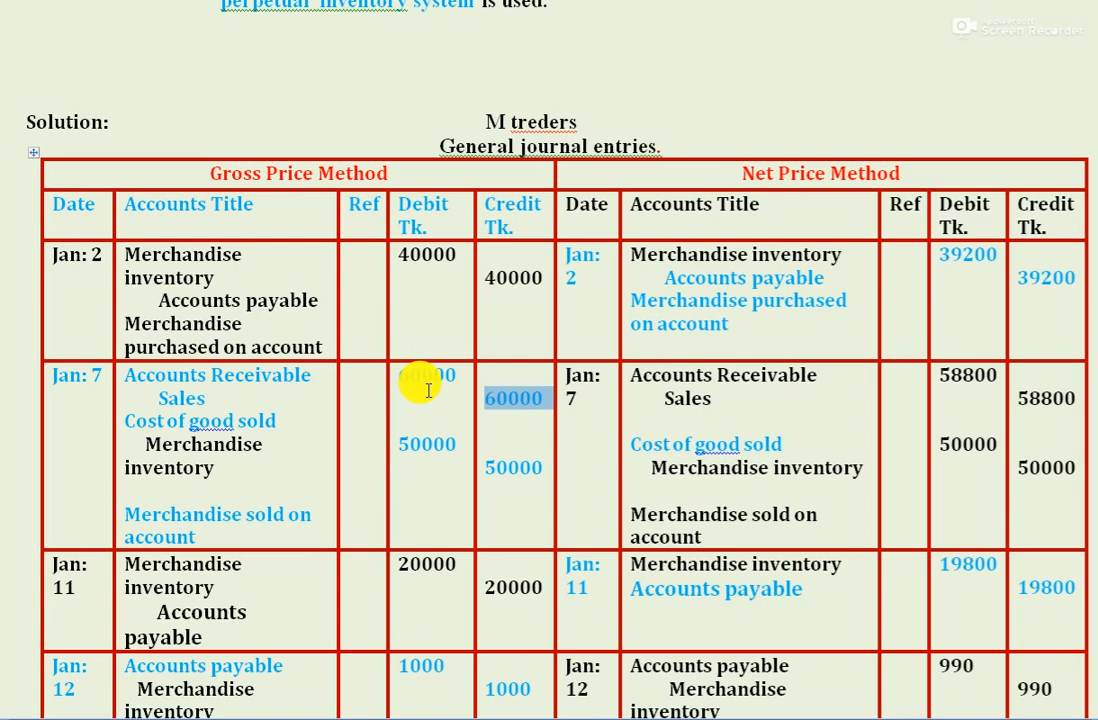 perpetual inventory system is used.
Apowersoft
Screen Recorder
Solution:
M treders
General journal entries.
Gross Price Method
Net Price Method
Date Accounts Title Ref Debit Tk. Credit Tk. Date Accounts Title Ref Debit Tk. Credit Tk.
Jan: 2
Merchandise
inventory
Accounts payable
Merchandise
purchased on account
40000
40000
Jan:
2
Merchandise inventory
Accounts payable
Merchandise purchased
on account
39200
39200
Jan: 7
Accounts Receivable
Sales
Cost of good sold
Merchandise
inventory
Merchandise sold on
account
60000
60000
50000
50000
Jan:
7
Accounts Receivable
Sales
Cost of good sold
Merchandise inventory
Merchandise sold on
account
58800
58800
50000
50000
Jan:
11
Merchandise
inventory
Accounts
payable
20000
20000
Jan:
11
Merchandise inventory
Accounts payable
19800
19800
Jan:
12
Accounts payable
Merchandise
inventory
1000
1000
Jan:
12
Accounts payable
Merchandise
inventory
990
990